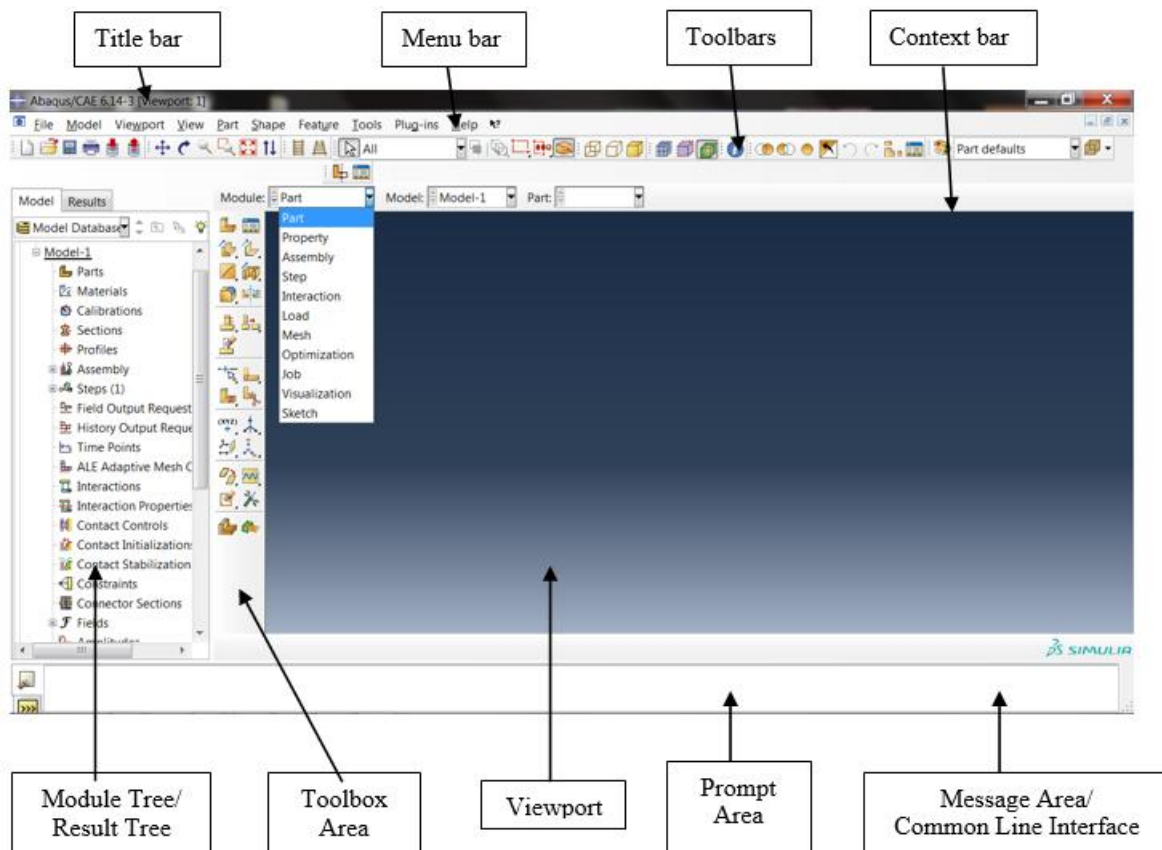 Title bar
Menu bar
Toolbars
Context bar
Abaqus/CAE 6.14-3 [Viewport: 1]
File Model Viewport View Part Shape Feature Tools Plug-ins Help
All
Part defaults
Model Results
Module: Part Model: Model-1 Part:
Model Database
Part
Property
Assembly
Step
Interaction
Load
Mesh
Optimization
Job
Visualization
Sketch
Model-1
Parts
Materials
Calibrations
Sections
Profiles
Assembly
Steps (1)
Field Output Request
History Output Reque
Time Points
ALE Adaptive Mesh C
Interactions
Interaction Properties
Contact Controls
Contact Initializations
Contact Stabilization
Constraints
Connector Sections
Fields
Amplitudes
SIMULIA
>>>
Module Tree/
Result Tree
Toolbox
Area
Viewport
Prompt
Area
Message Area/
Common Line Interface